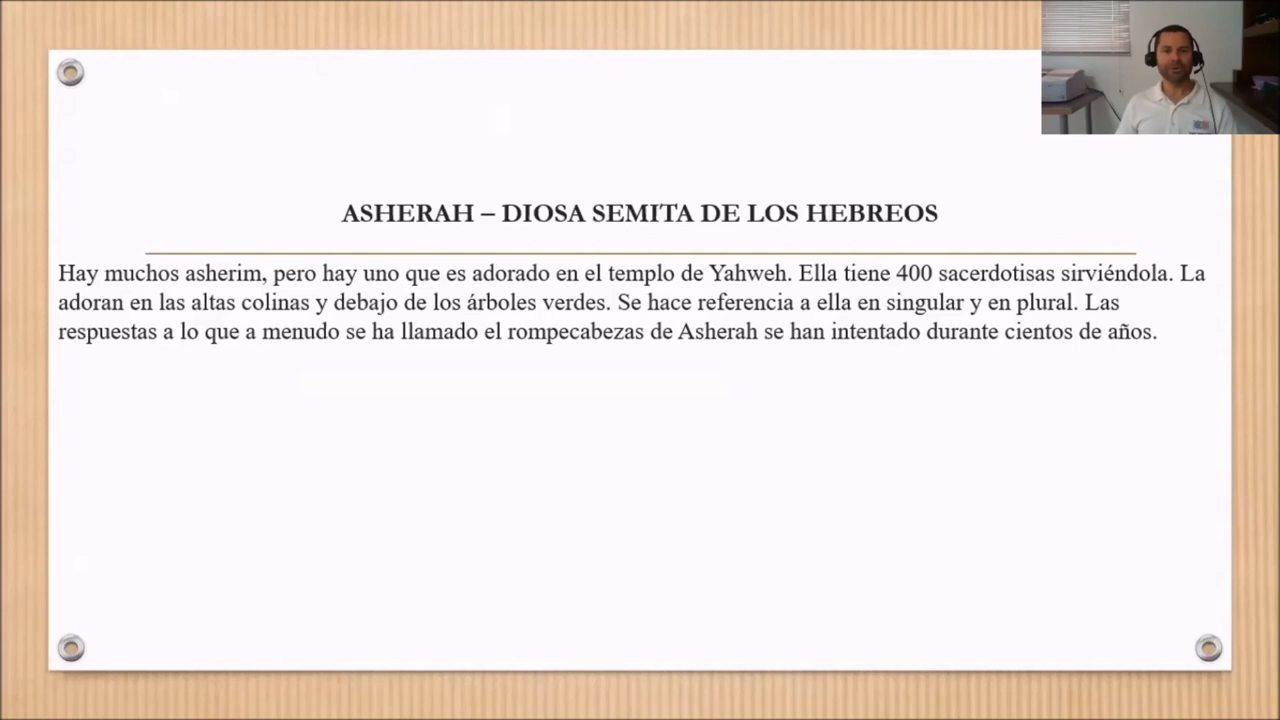 ASHERAH – DIOSA SEMITA DE LOS HEBREOS
Hay muchos asherim, pero hay uno que es adorado en el templo de Yahweh. Ella tiene 400 sacerdotisas sirviéndola. La
adoran en las altas colinas y debajo de los árboles verdes. Se hace referencia a ella en singular y en plural. Las
respuestas a lo que a menudo se ha llamado el rompecabezas de Asherah se han intentado durante cientos de años.